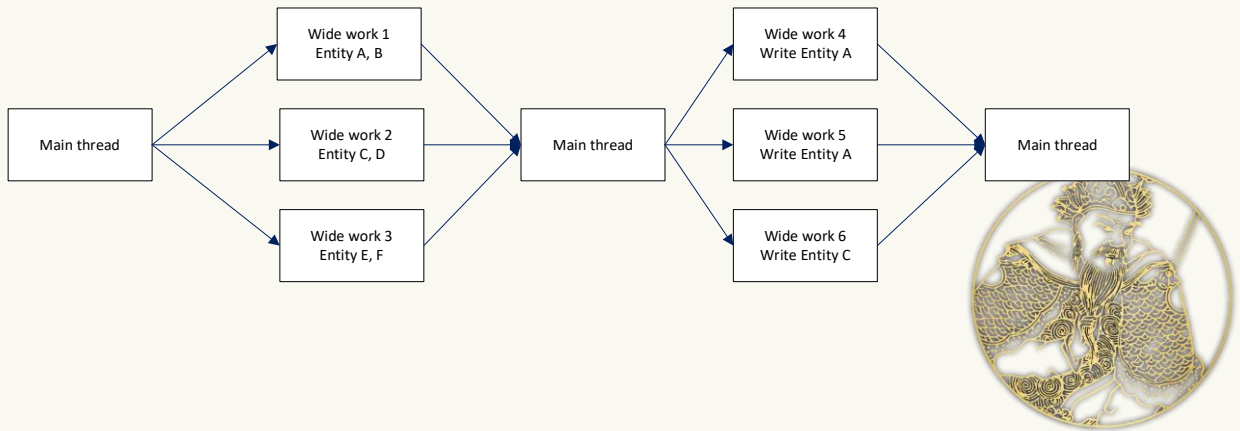 Main thread
Wide work 1
Entity A, B
Wide work 2
Entity C, D
Wide work 3
Entity E, F
Main thread
Wide work 4
Write Entity A
Wide work 5
Write Entity A
Wide work 6
Write Entity C
Main thread